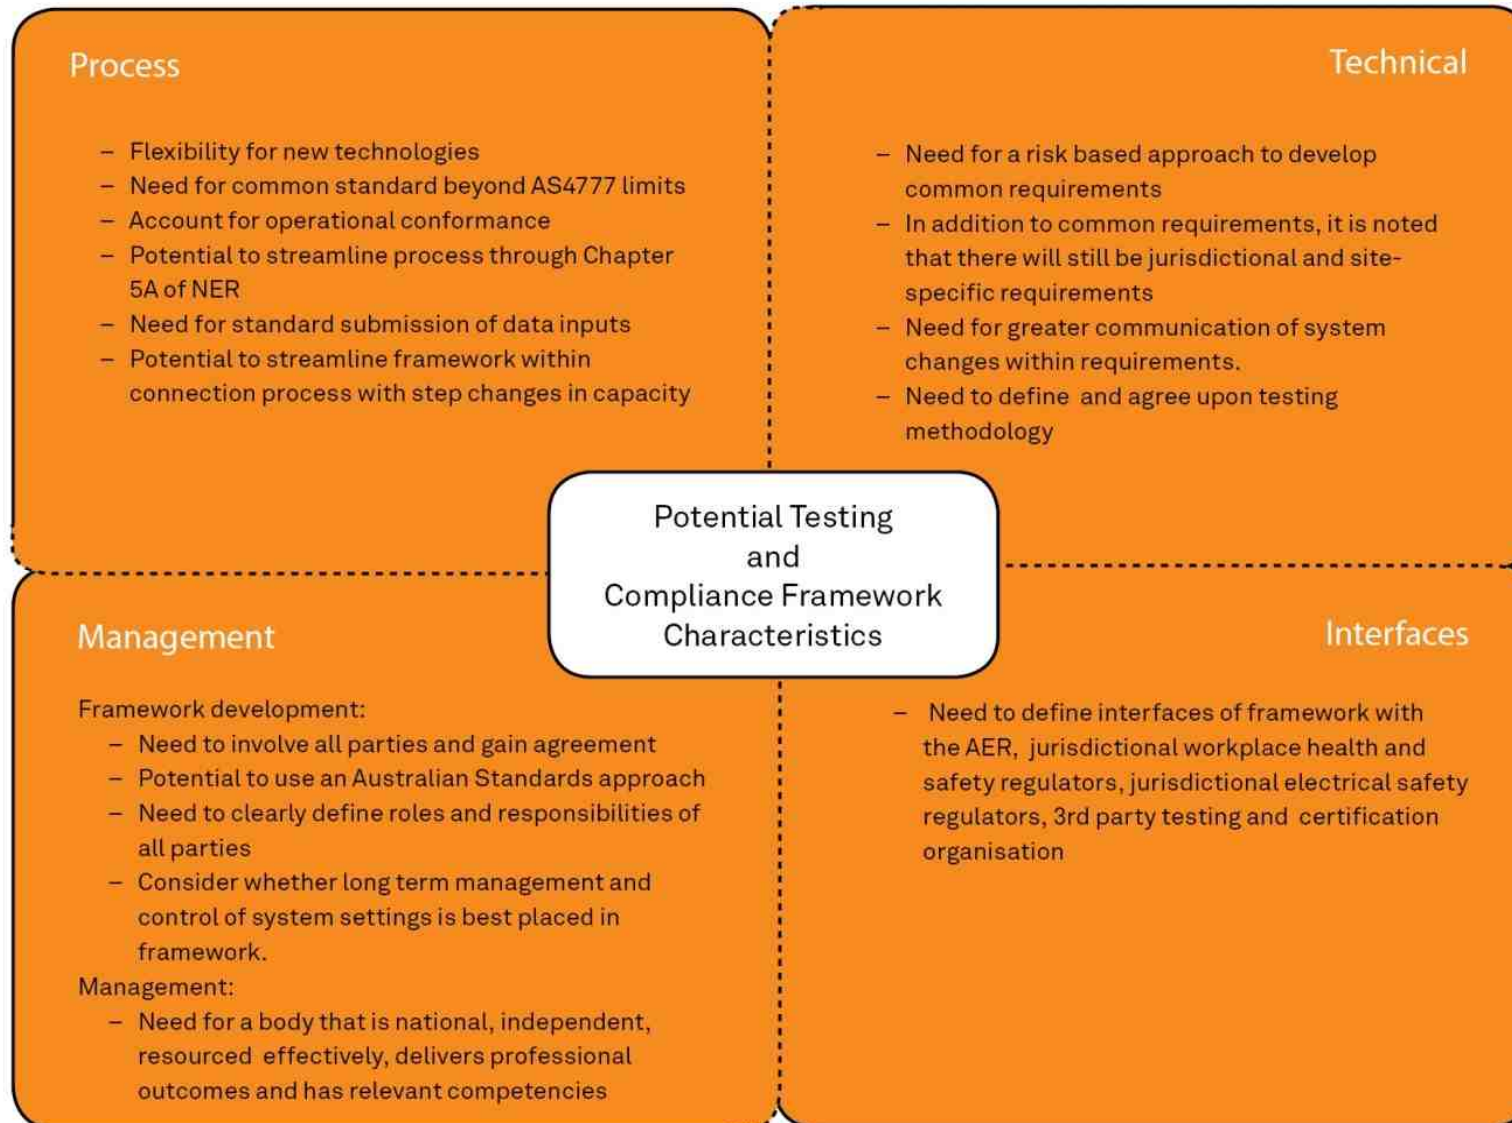 Process
– Flexibility for new technologies
– Need for common standard beyond AS4777 limits
– Account for operational conformance
– Potential to streamline process through Chapter
5A of NER
– Need for standard submission of data inputs
– Potential to streamline framework within
connection process with step changes in capacity
Technical
– Need for a risk based approach to develop
common requirements
– In addition to common requirements, it is noted
that there will still be jurisdictional and site-
specific requirements
– Need for greater communication of system
changes within requirements.
– Need to define and agree upon testing
methodology
Potential Testing
and
Compliance Framework
Characteristics
Management
Framework development:
– Need to involve all parties and gain agreement
– Potential to use an Australian Standards approach
– Need to clearly define roles and responsibilities of
all parties
– Consider whether long term management and
control of system settings is best placed in
framework.
Management:
– Need for a body that is national, independent,
resourced effectively, delivers professional
outcomes and has relevant competencies
Interfaces
– Need to define interfaces of framework with
the AER, jurisdictional workplace health and
safety regulators, jurisdictional electrical safety
regulators, 3rd party testing and certification
organisation